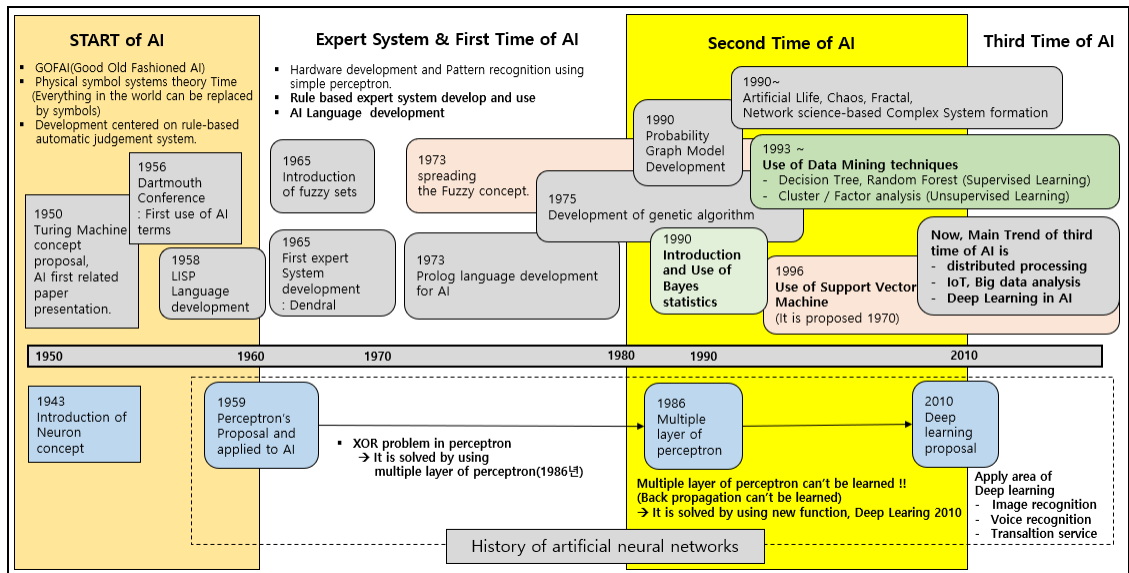 START of AI
▪ GOFAI(Good Old Fashioned AI)
▪ Physical symbol systems theory Time
(Everything in the world can be replaced
by symbols)
▪ Development centered on rule-based
automatic judgement system.
Expert System & First Time of AI
▪ Hardware development and Pattern recognition using
simple perceptron.
▪ Rule based expert system develop and use
▪ AI Language development
Second Time of AI
Third Time of AI
1950
Turing Machine
concept
proposal,
AI first related
paper
presentation.
1956
Dartmouth
Conference
: First use of AI
terms
1958
LISP
Language
development
1965
Introduction
of fuzzy sets
1965
First expert
System
development
: Dendral
1973
spreading
the Fuzzy concept.
1973
Prolog language development
for AI
1975
Development of genetic algorithm
1990
Probability
Graph Model
Development
1990
Introduction
and Use of
Bayes
statistics
1990~
Artificial Llife, Chaos, Fractal,
Network science-based Complex System formation
1993 ~
Use of Data Mining techniques
- Decision Tree, Random Forest (Supervised Learning)
- Cluster / Factor analysis (Unsupervised Learning)
1996
Use of Support Vector
Machine
(It is proposed 1970)
Now, Main Trend of third
time of AI is
- distributed processing
- IoT, Big data analysis
- Deep Learning in AI
1950 1960 1970 1980 1990 2010
1943
Introduction of
Neuron
concept
1959
Perceptron's
Proposal and
applied to AI
▪ XOR problem in perceptron
→ It is solved by using
multiple layer of perceptron(1986년)
1986
Multiple
layer of
perceptron
Multiple layer of perceptron can't be learned !!
(Back propagation can't be learned)
→ It is solved by using new function, Deep Learing 2010
2010
Deep
learning
proposal
Apply area of
Deep learning
- Image recognition
- Voice recognition
- Transaltion service
History of artificial neural networks